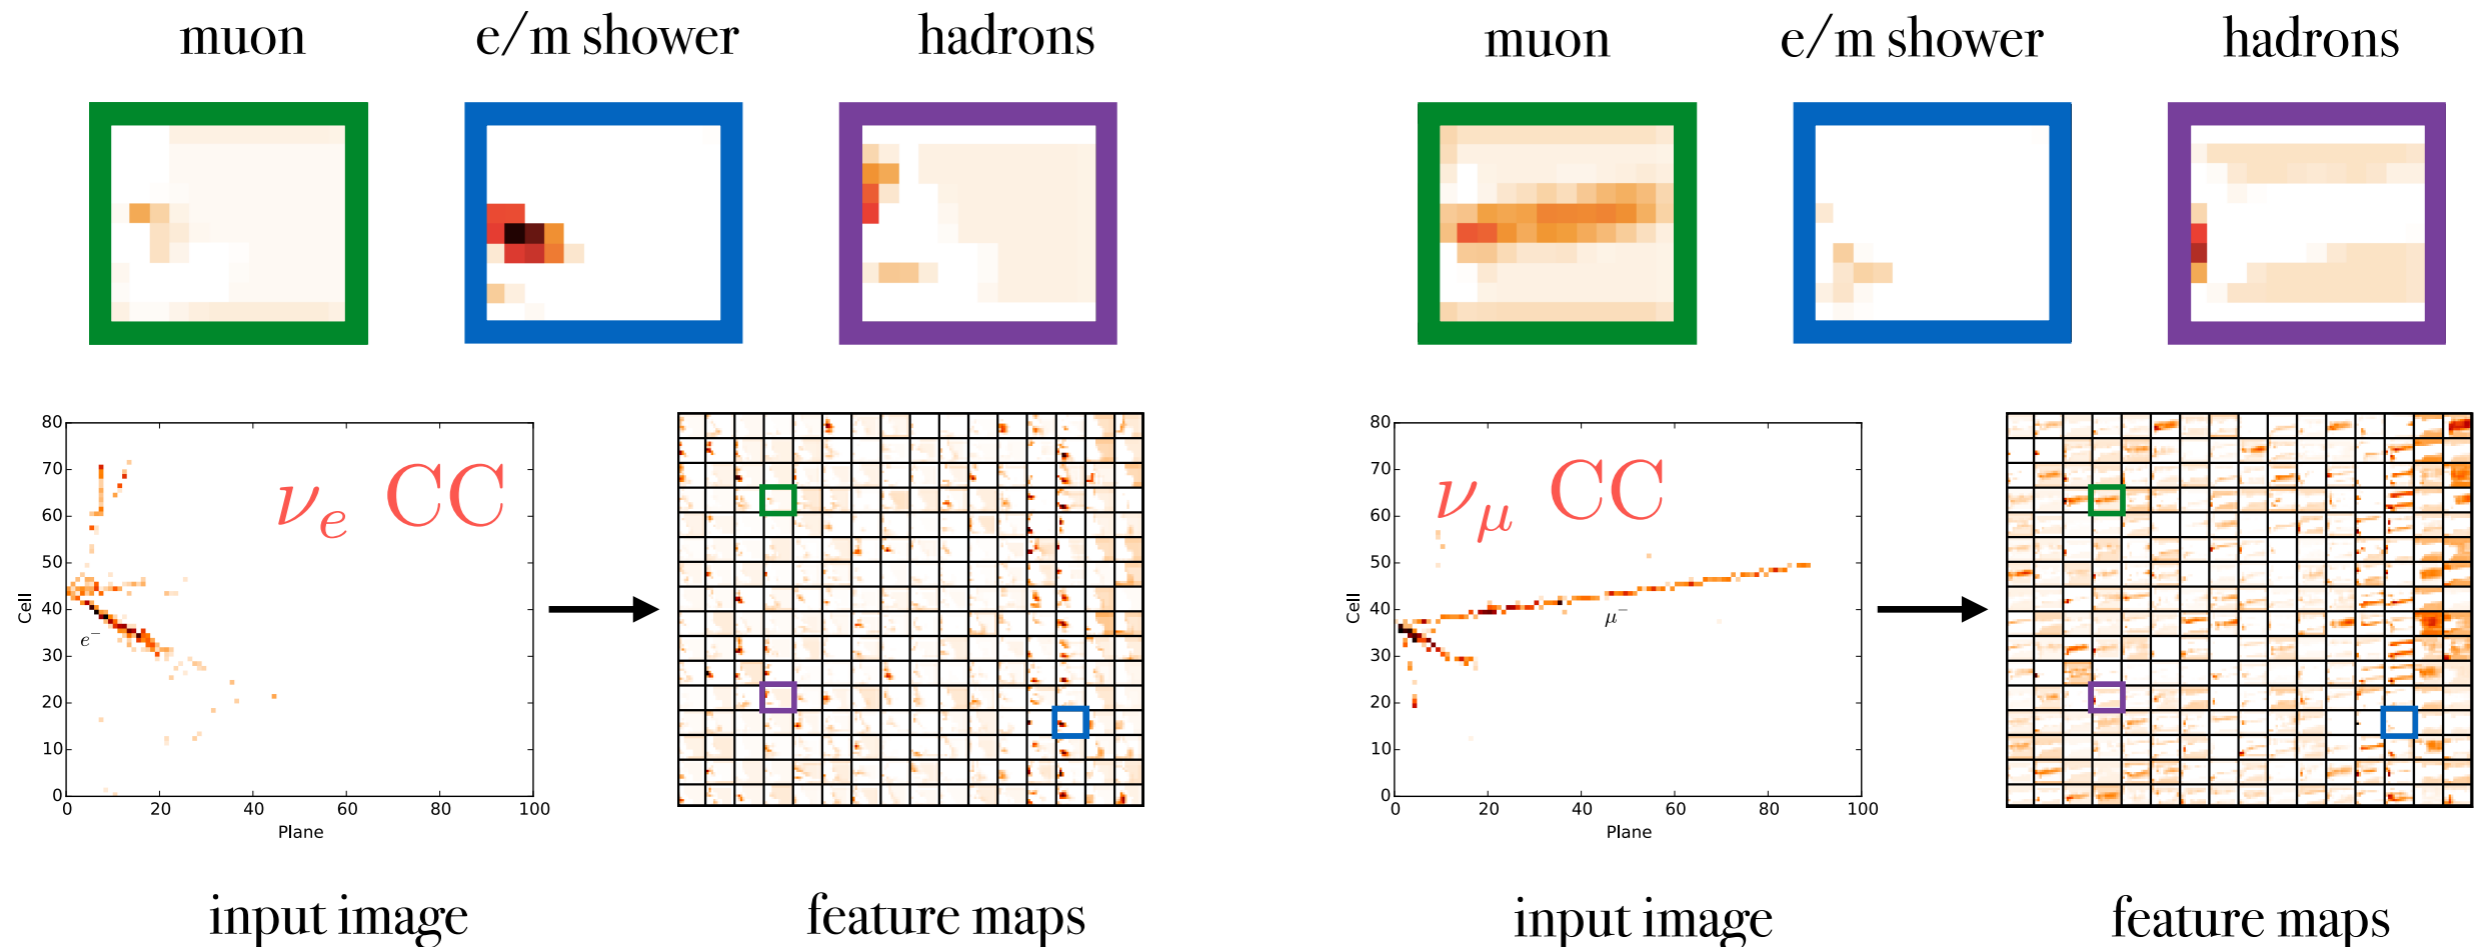 muon e/m shower hadrons muon e/m shower hadrons
80
70
60
50
40
30
20
10
0
Cell
ν_e CC
e⁻
0 20 40 60 80 100
Plane
80
70
60
50
40
30
20
10
0
Cell
ν_μ CC
μ⁻
0 20 40 60 80 100
Plane
input image feature maps input image feature maps